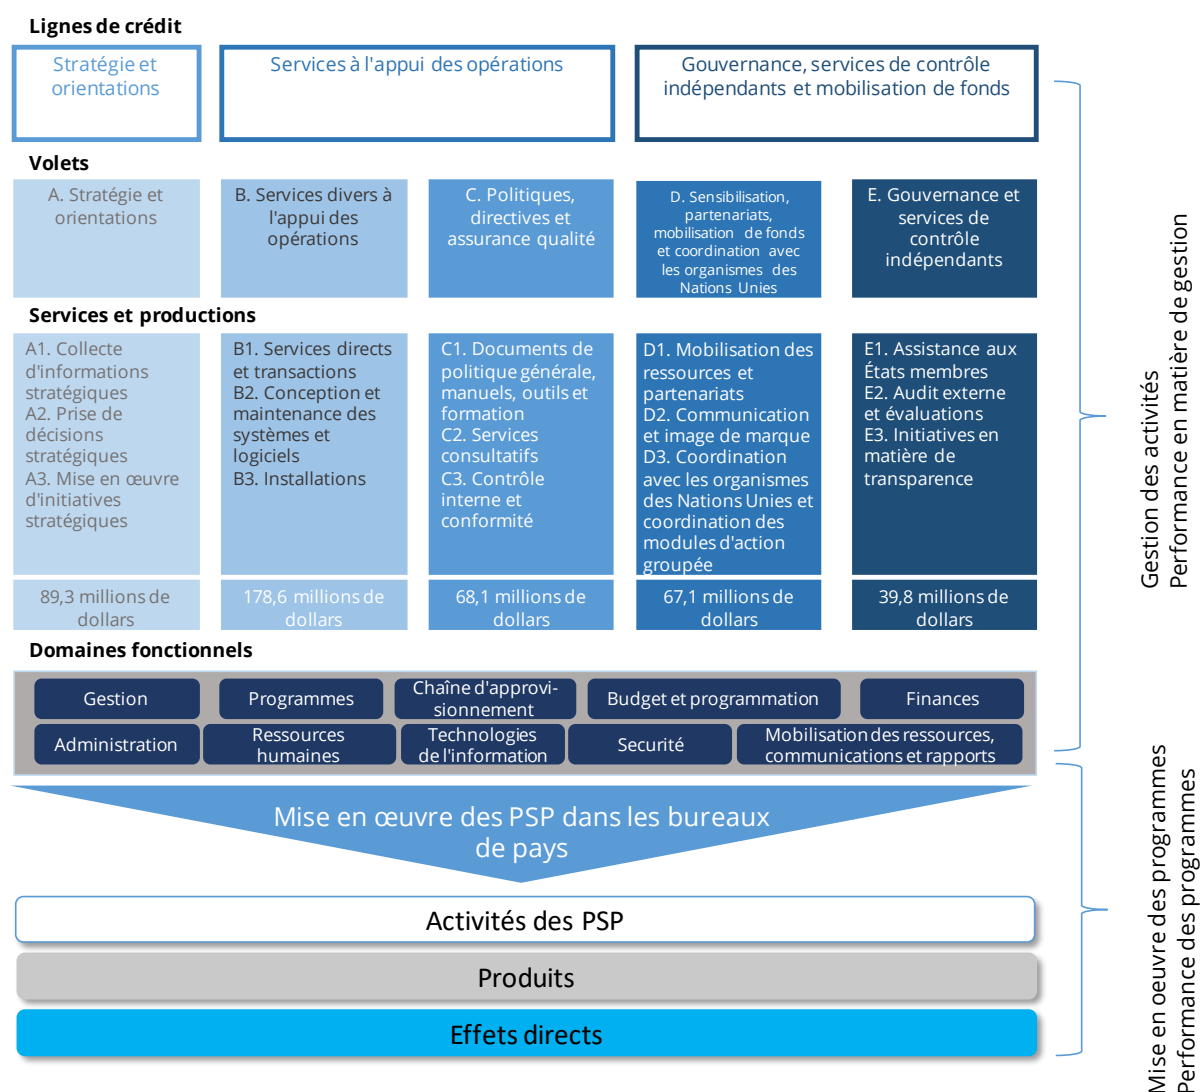 Lignes de crédit
Stratégie et
orientations
Services à l'appui des opérations
Gouvernance, services de contrôle
indépendants et mobilisation de fonds
Volets
A. Stratégie et
orientations
B. Services divers à
l'appui des
opérations
C. Politiques,
directives et
assurance qualité
D. Sensibilisation,
partenariats,
mobilisation de fonds
et coordination avec
les organismes des
Nations Unies
E. Gouvernance et
services de
contrôle
indépendants
Services et productions
A1. Collecte
d'informations
stratégiques
A2. Prise de
décisions
stratégiques
A3. Mise en œuvre
d'initiatives
stratégiques
B1. Services directs
et transactions
B2. Conception et
maintenance des
systèmes et
logiciels
B3. Installations
C1. Documents de
politique générale,
manuels, outils et
formation
C2. Services
consultatifs
C3. Contrôle
interne et
conformité
D1. Mobilisation des
ressources et
partenariats
D2. Communication
et image de marque
D3. Coordination
avec les organismes
des Nations Unies et
coordination des
modules d'action
groupée
E1. Assistance aux
États membres
E2. Audit externe
et évaluations
E3. Initiatives en
matière de
transparence
89,3 millions de
dollars
178,6 millions de
dollars
68,1 millions de
dollars
67,1 millions de
dollars
39,8 millions de
dollars
Domaines fonctionnels
Gestion
Programmes
Chaîne d'approvi-
sionnement
Budget et programmation
Finances
Administration
Ressources
humaines
Technologies
de l'information
Securité
Mobilisation des ressources,
communications et rapports
Gestion des activités
Performance en matière de gestion
Mise en œuvre des PSP dans les bureaux
de pays
Activités des PSP
Produits
Effets directs
Mise en oeuvre des programmes
Performance des programmes